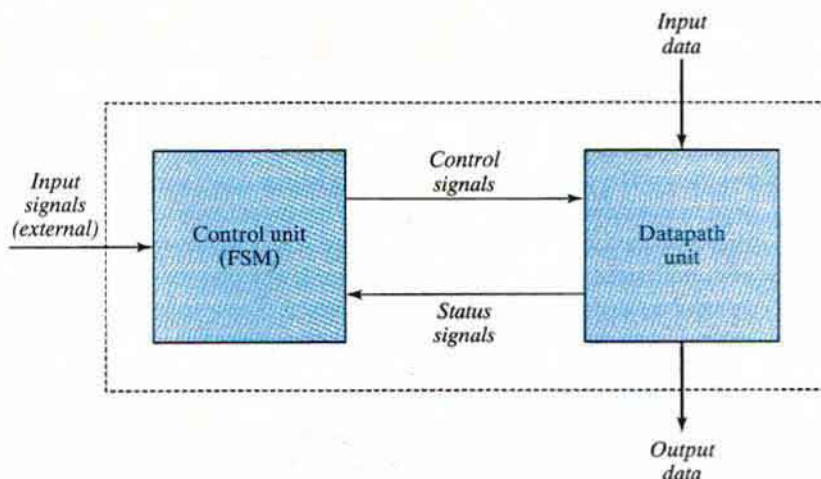 Input
data
Input
signals
(external)
Control unit
(FSM)
Control
signals
Status
signals
Datapath
unit
Output
data